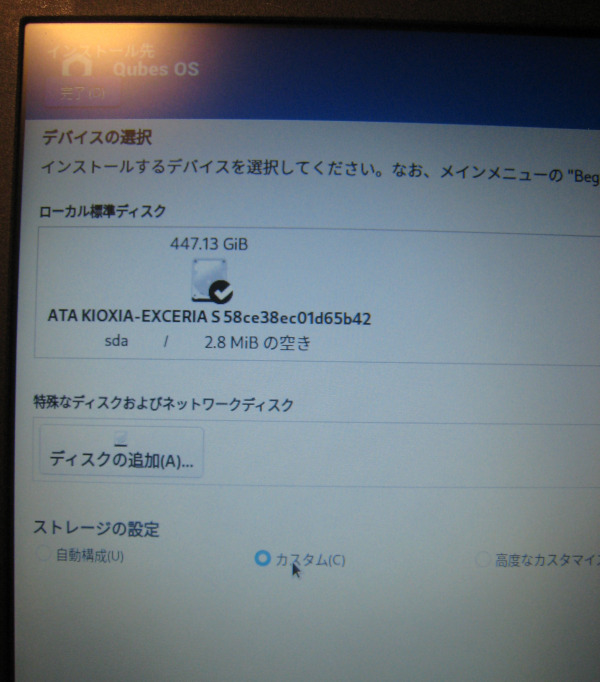 インストール先
Qubes OS
完了(D)
デバイスの選択
インストールするデバイスを選択してください。なお、メインメニューの "Beg
ローカル標準ディスク
447.13 GiB
ATA KIOXIA-EXCERIA S 58ce38ec01d65b42
sda / 2.8 MiB の空き
特殊なディスクおよびネットワークディスク
ディスクの追加(A)...
ストレージの設定
自動構成(U) カスタム(C) 高度なカスタマイズ